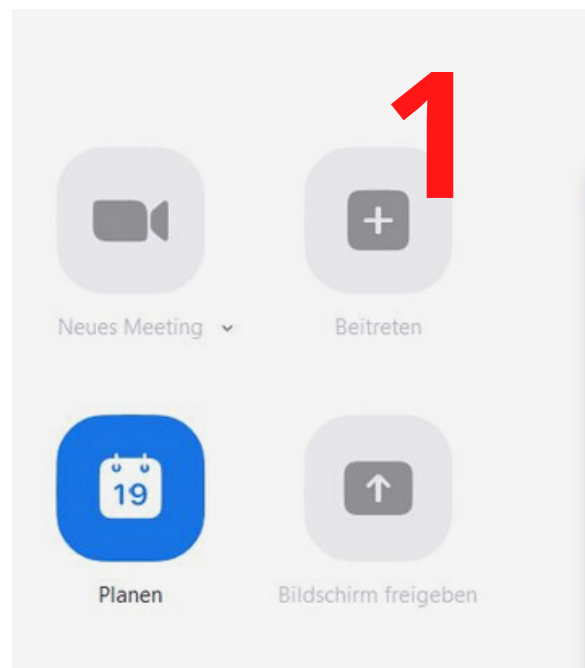 1
Neues Meeting
Beitreten
19
Planen
Bildschirm freigeben